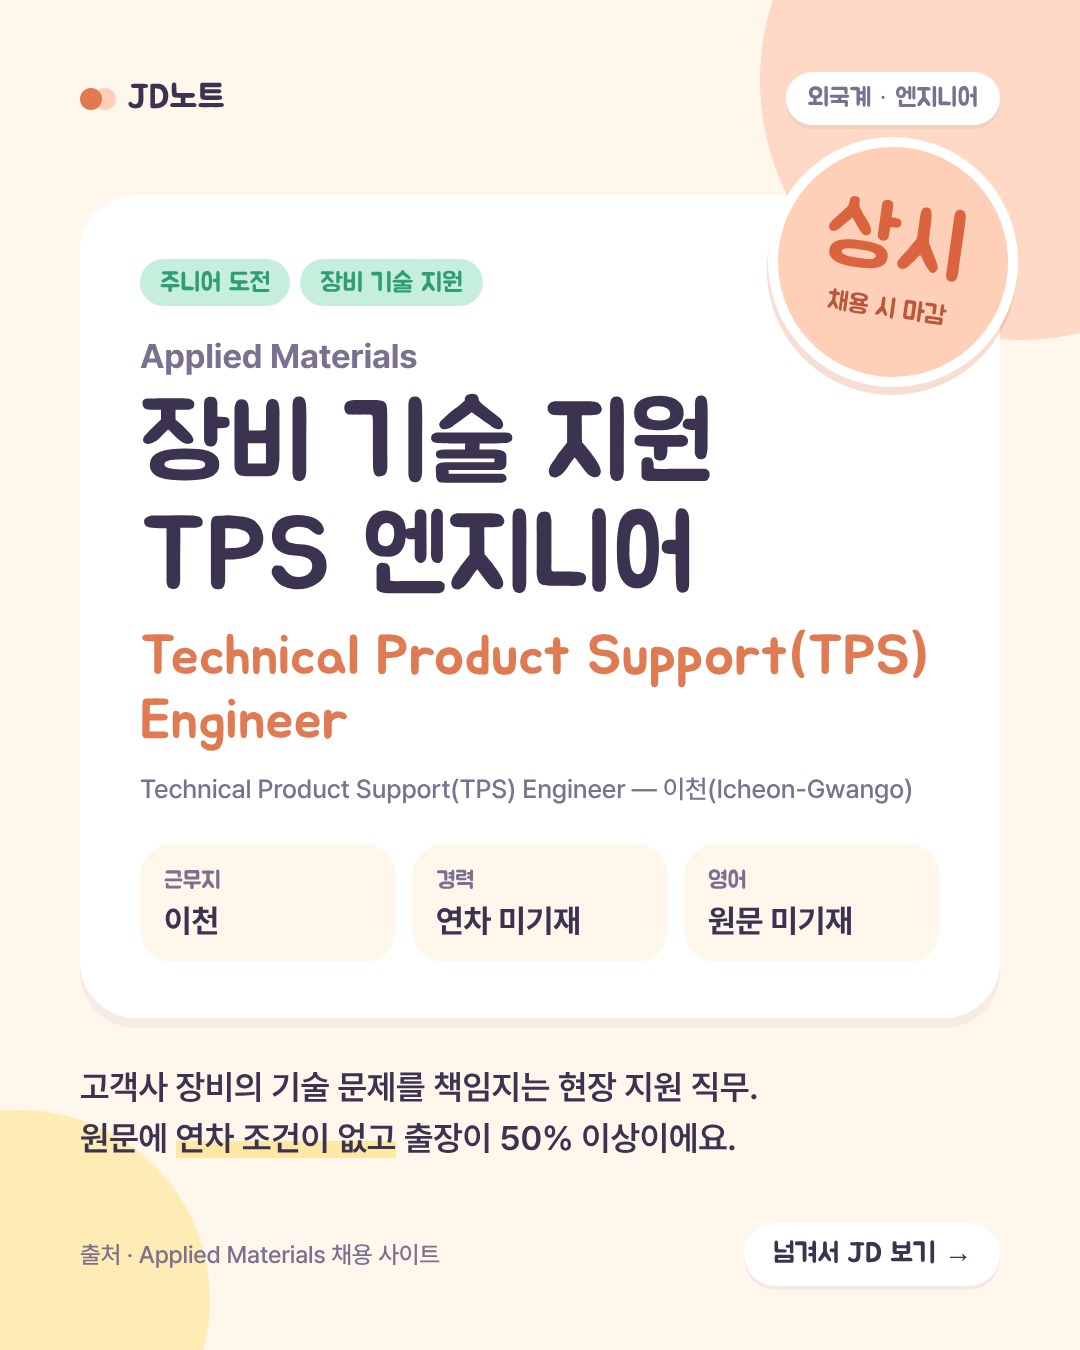 JD노트
외국계 · 엔지니어
상시
채용 시 마감
주니어 도전
장비 기술 지원
Applied Materials
장비 기술 지원
TPS 엔지니어
Technical Product Support(TPS)
Engineer
Technical Product Support(TPS) Engineer — 이천(Icheon-Gwango)
근무지
이천
경력
연차 미기재
영어
원문 미기재
고객사 장비의 기술 문제를 책임지는 현장 지원 직무.
원문에 연차 조건이 없고 출장이 50% 이상이에요.
출처 · Applied Materials 채용 사이트
넘겨서 JD 보기 →